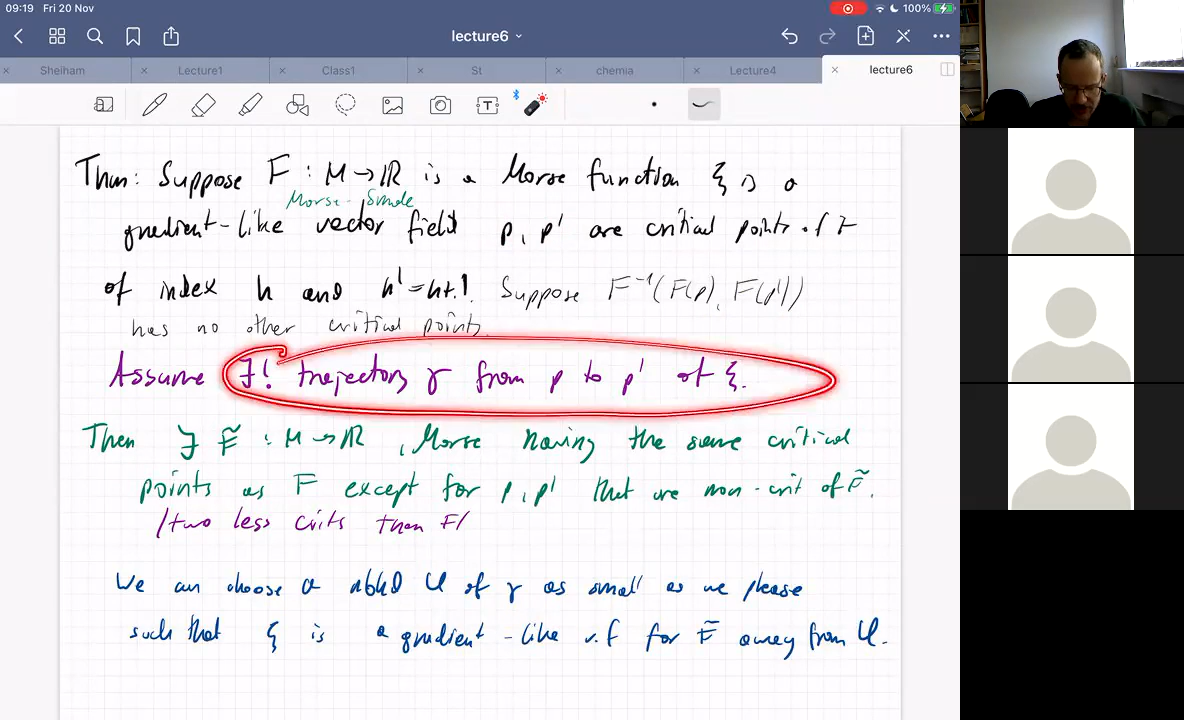 09:19 Fri 20 Nov
100%
lecture6
Sheiham
Lecture1
Class1
St
chemia
Lecture4
lecture6
Thm: Suppose F : M → ℝ is a Morse function ξ is a
Morse-Smale
gradient-like vector field p, p' are critical points of F
of index h and h' = h+1. Suppose F⁻¹(F(p), F(p'))
has no other critical points.
Assume ∃! trajectory γ from p to p' of ξ.
Then ∃ F̃ : M → ℝ, Morse having the same critical
points as F except for p, p' that are non-crit of F̃.
/two less crits than F/
We can choose a nbhd U of γ as small as we please
such that ξ is a gradient-like v.f for F̃ away from U.